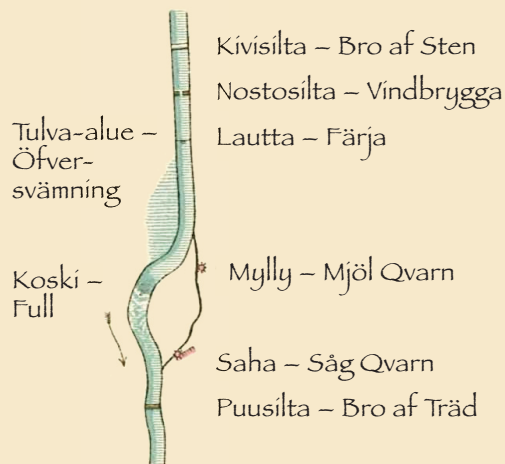 Kivisilta – Bro af Sten
Nostosilta – Vindbrygga
Tulva-alue –
Öfver-
svämning
Lautta – Färja
Koski –
Full
Mylly – Mjöl Qvarn
Saha – Såg Qvarn
Puusilta – Bro af Träd